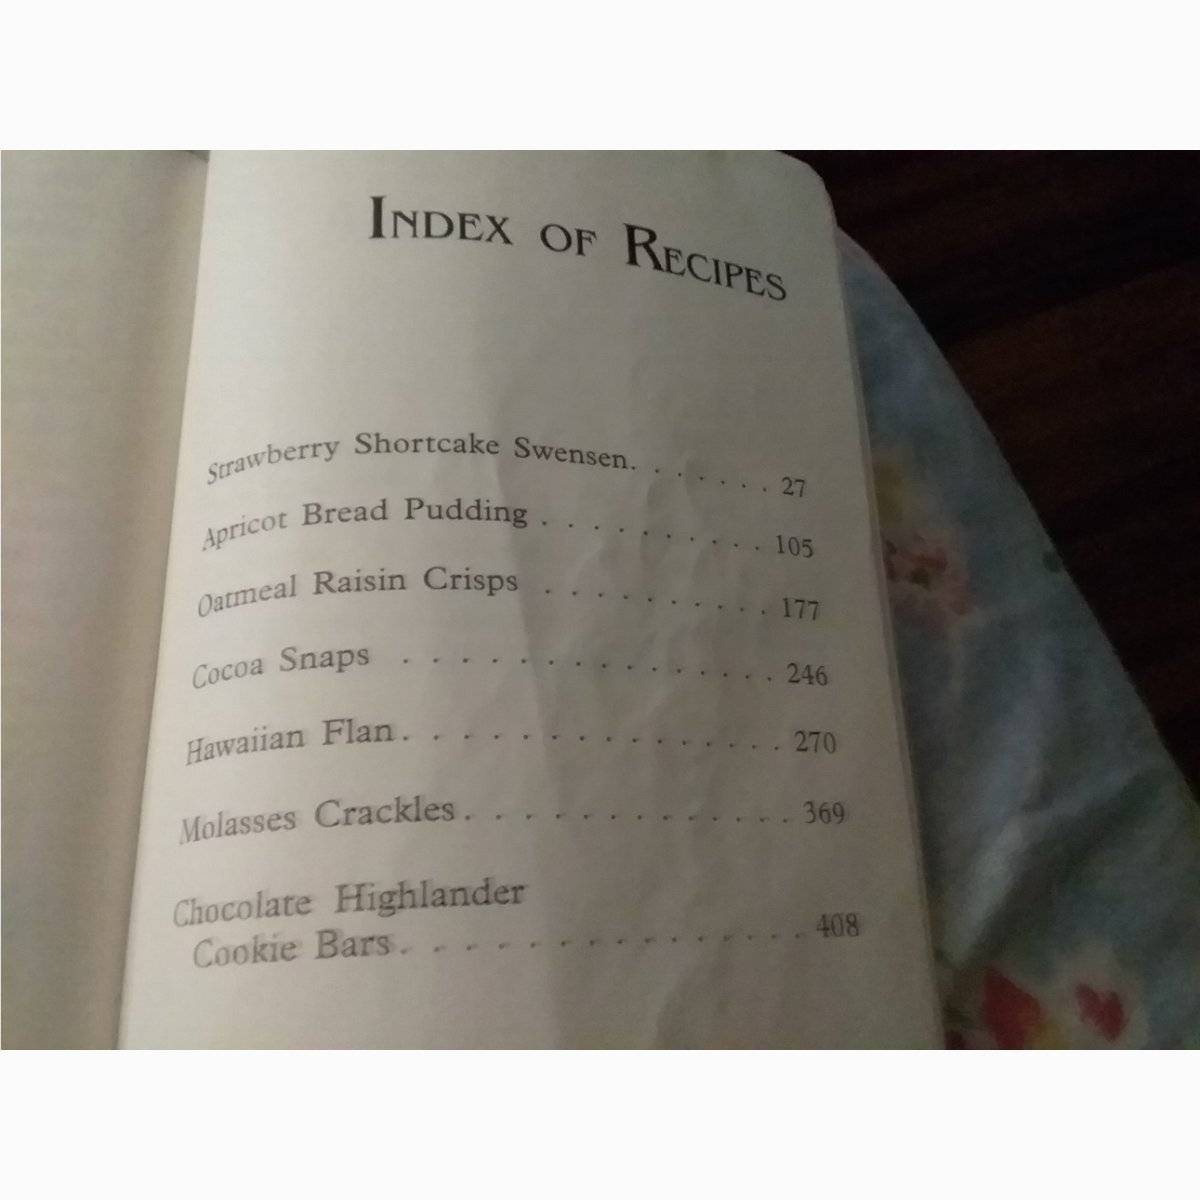 INDEX OF RECIPES
Strawberry Shortcake Swensen. . . . . . . 27
Apricot Bread Pudding . . . . . . . . . 105
Oatmeal Raisin Crisps . . . . . . . . . 177
Cocoa Snaps . . . . . . . . . . . . . 246
Hawaiian Flan. . . . . . . . . . . . . 270
Molasses Crackles. . . . . . . . . . . 369
Chocolate Highlander
Cookie Bars. . . . . . . . . . . . . 408